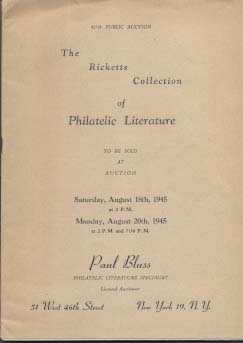 PUBLIC AUCTION
The
Ricketts
Collection
of
Philatelic Literature
TO BE SOLD
AT
AUCTION
Saturday, August 18th, 1945
at 2 P. M.
Monday, August 20th, 1945
at 2 P. M. and 7:30 P. M.
Paul Bluss
PHILATELIC LITERATURE SPECIALIST
Licensed Auctioneer
51 West 46th Street New York 19, N. Y.